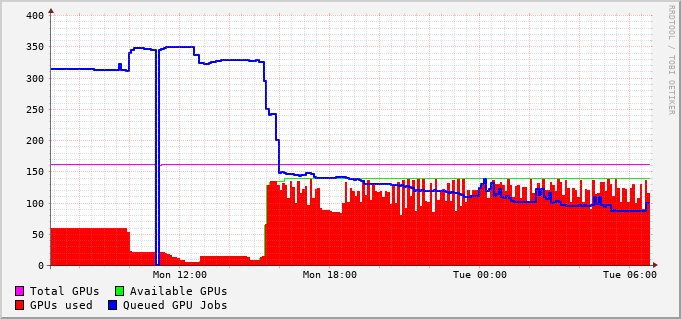 400
350
300
250
200
150
100
50
0
Mon 12:00 Mon 18:00 Tue 00:00 Tue 06:00
Total GPUs Available GPUs
GPUs used Queued GPU Jobs
RRDTOOL / TOBI OETIKER